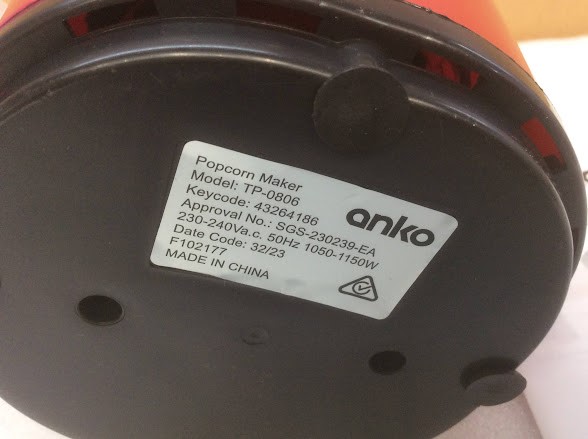 Popcorn Maker
Model: TP-0806
Keycode: 43264186
Approval No.: SGS-230239-EA
230-240Va.c. 50Hz 1050-1150W
Date Code: 32/23
F102177
MADE IN CHINA
anko